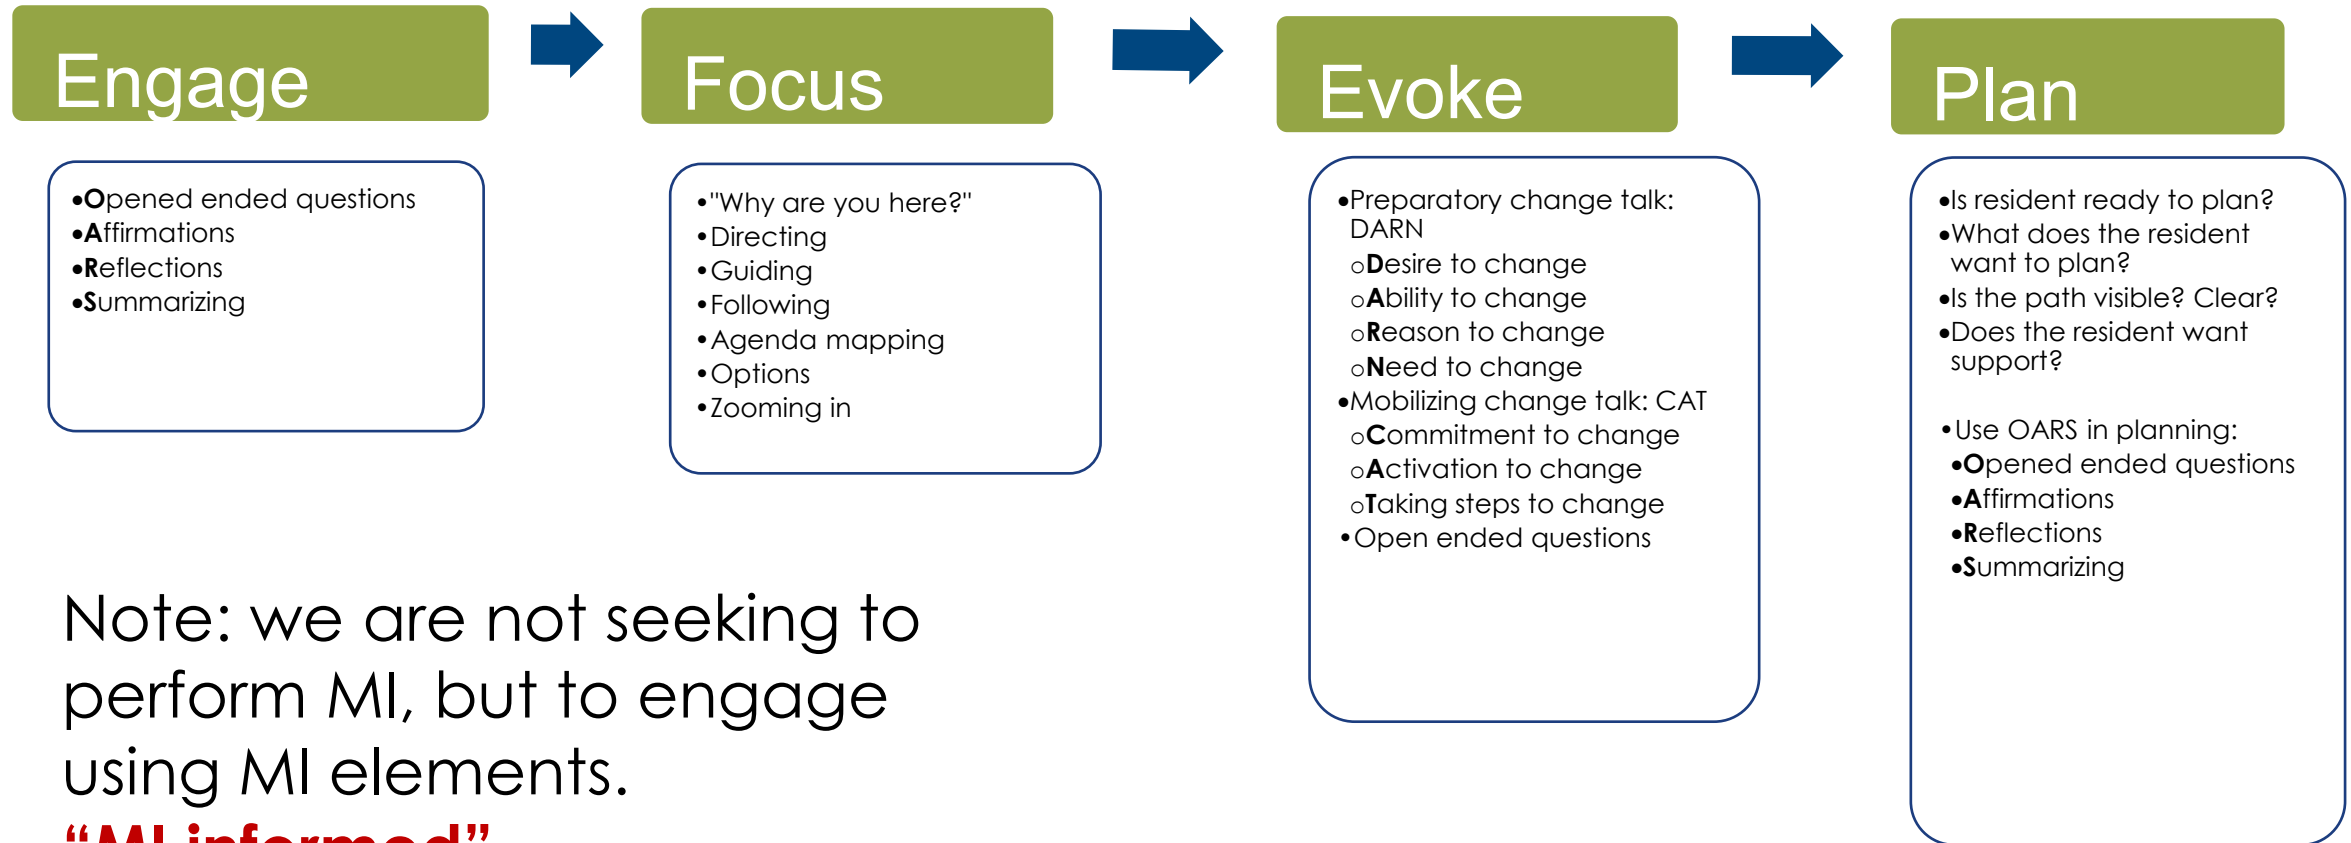 Engage
•Opened ended questions
•Affirmations
•Reflections
•Summarizing
Focus
•"Why are you here?"
•Directing
•Guiding
•Following
•Agenda mapping
•Options
•Zooming in
Evoke
•Preparatory change talk:
DARN
oDesire to change
oAbility to change
oReason to change
oNeed to change
•Mobilizing change talk: CAT
oCommitment to change
oActivation to change
oTaking steps to change
•Open ended questions
Plan
•Is resident ready to plan?
•What does the resident
want to plan?
•Is the path visible? Clear?
•Does the resident want
support?
•Use OARS in planning:
•Opened ended questions
•Affirmations
•Reflections
•Summarizing
Note: we are not seeking to
perform MI, but to engage
using MI elements.
“MI informed”